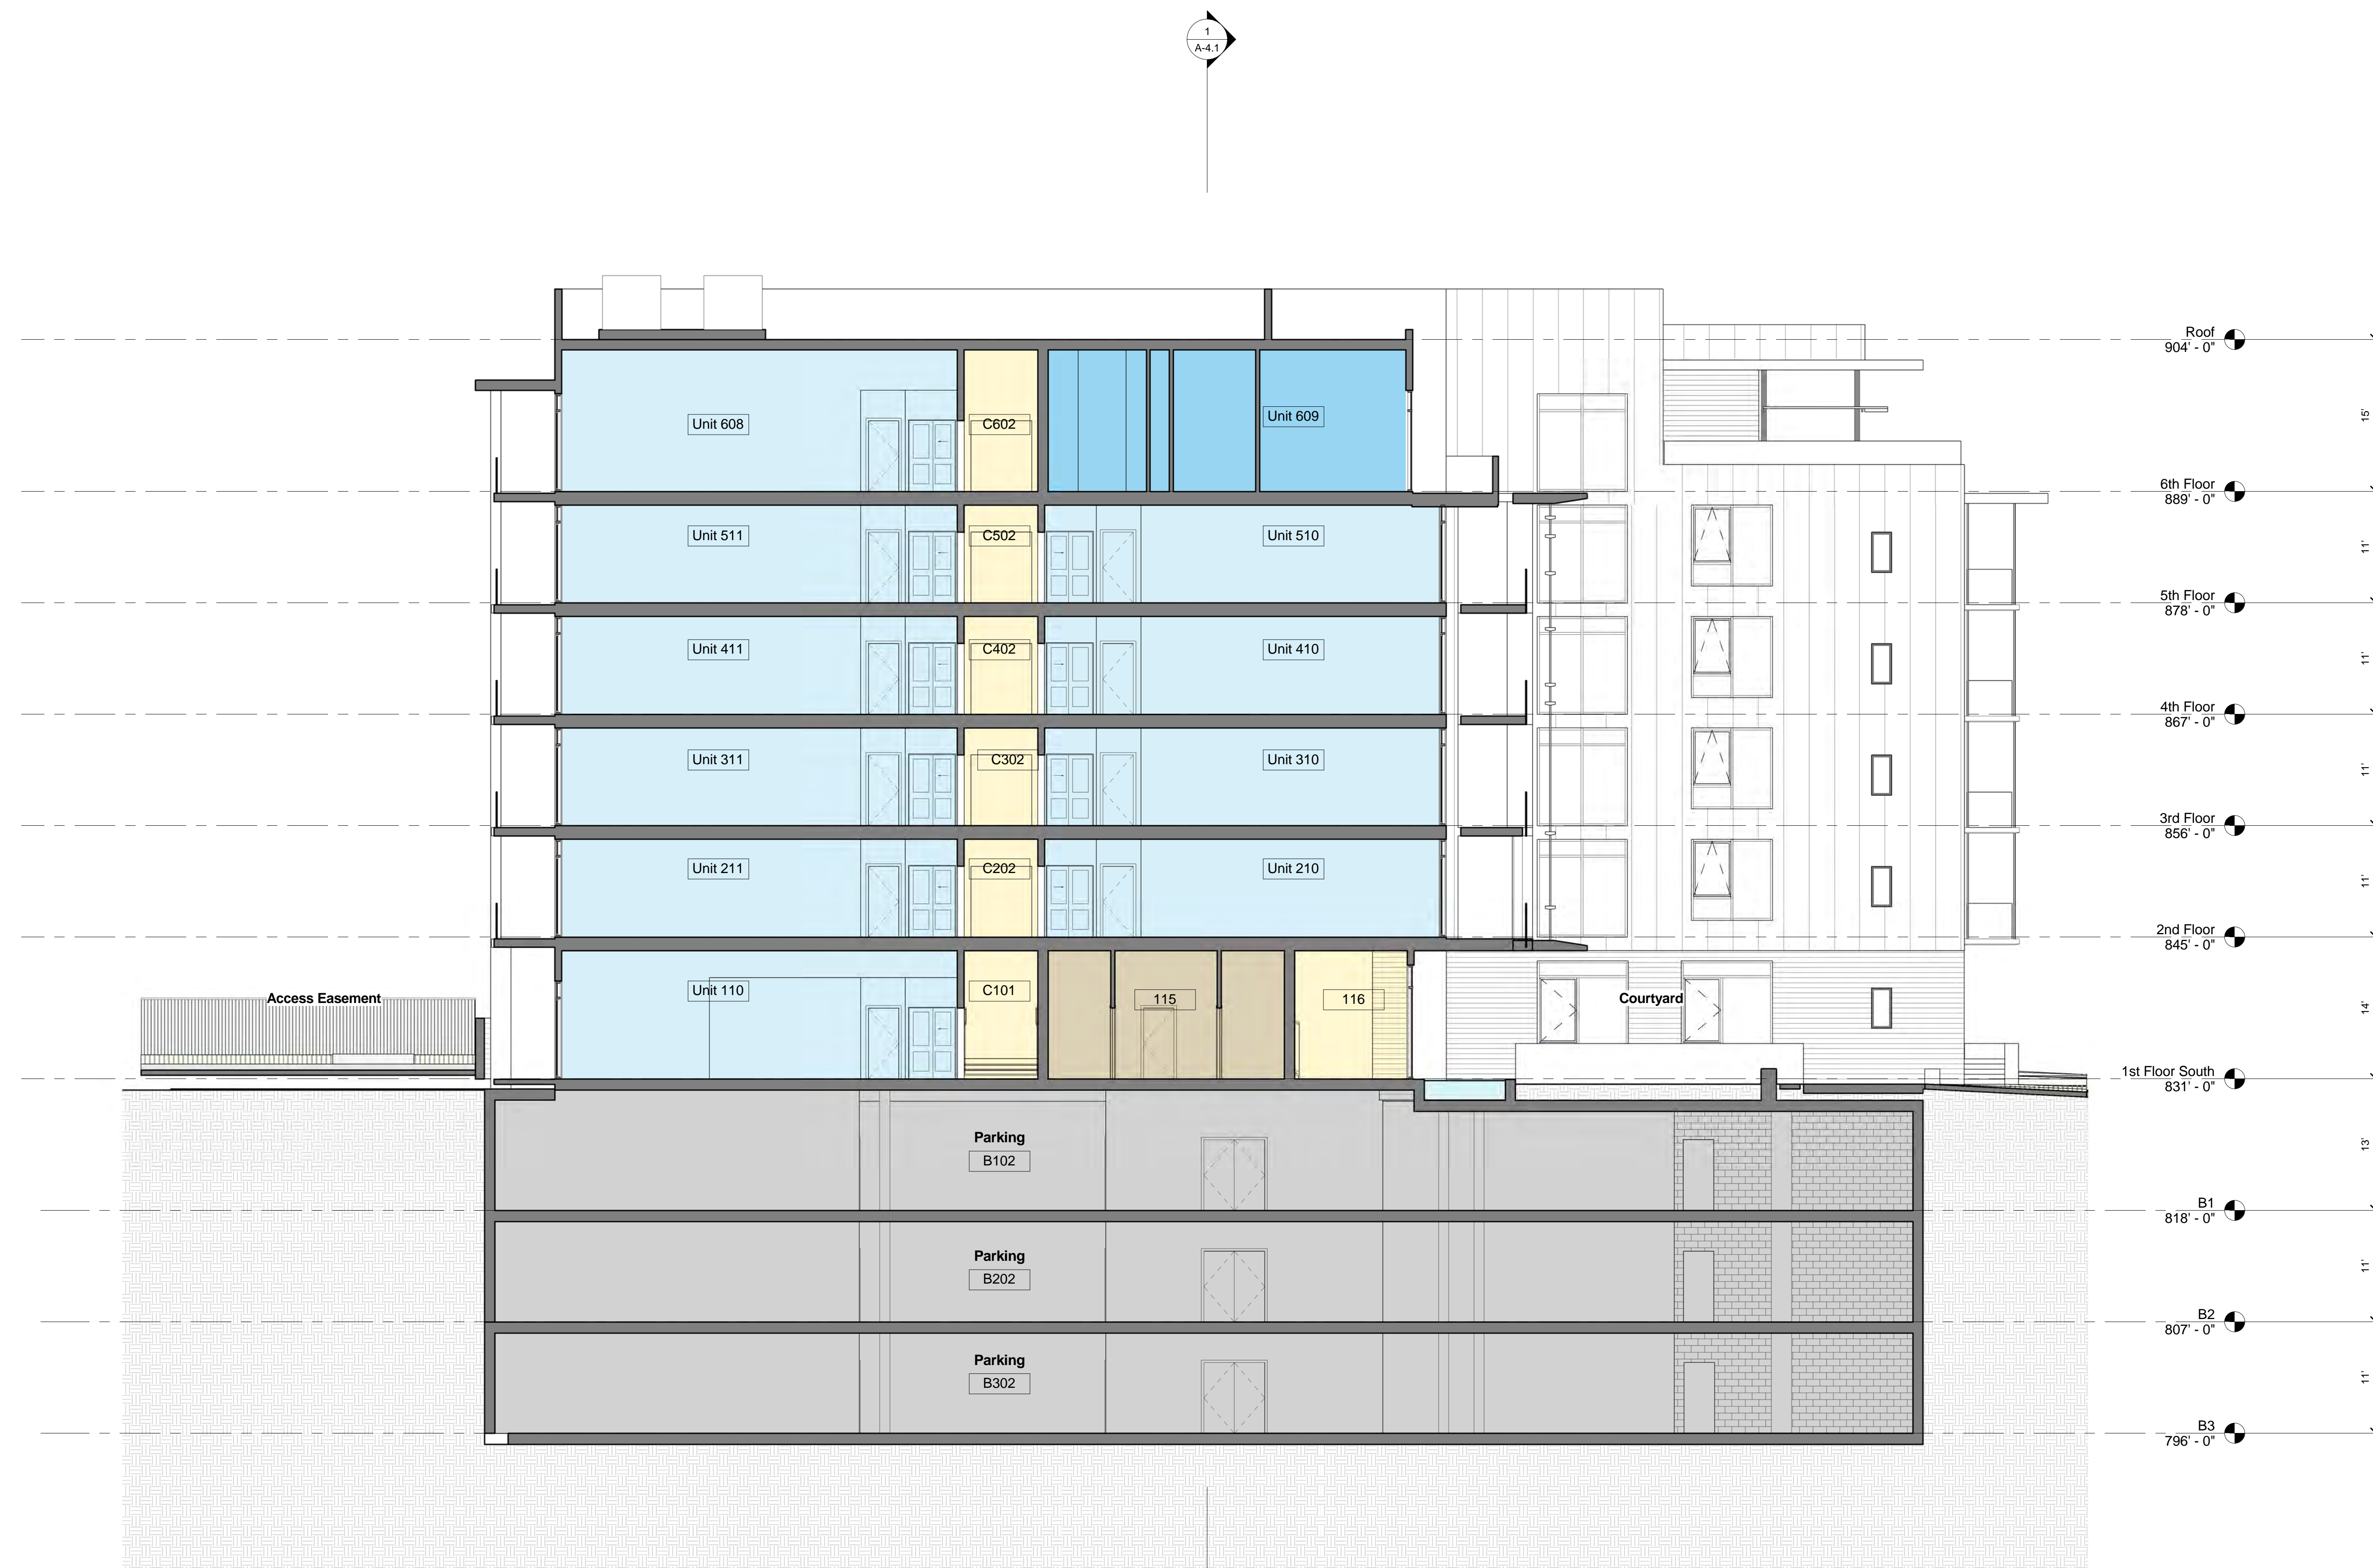 1
A-4.1
Roof
904' - 0"
15'
Unit 608
C602
Unit 609
6th Floor
889' - 0"
11'
Unit 511
C502
Unit 510
5th Floor
878' - 0"
11'
Unit 411
C402
Unit 410
4th Floor
867' - 0"
11'
Unit 311
C302
Unit 310
3rd Floor
856' - 0"
11'
Unit 211
C202
Unit 210
2nd Floor
845' - 0"
14'
Access Easement
Unit 110
C101
115
116
Courtyard
1st Floor South
831' - 0"
13'
Parking
B102
B1
818' - 0"
11'
Parking
B202
B2
807' - 0"
11'
Parking
B302
B3
796' - 0"